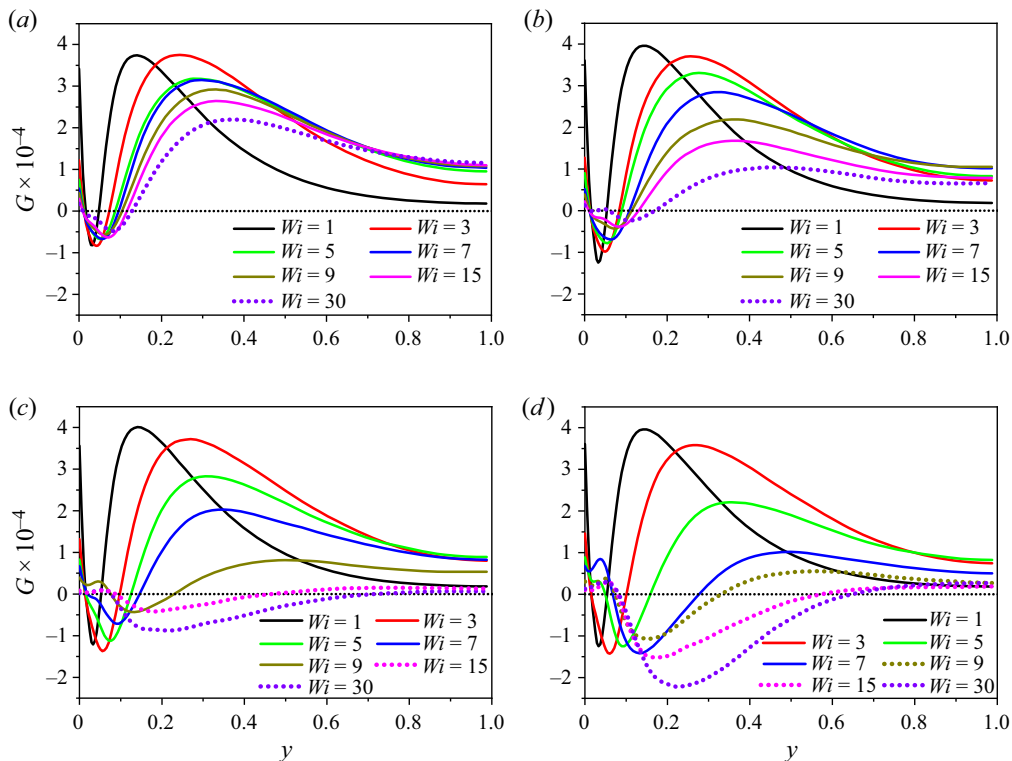 (a)
4
3
2
1
0
–1
–2
G × 10⁻⁴
Wi = 1 Wi = 3
Wi = 5 Wi = 7
Wi = 9 Wi = 15
Wi = 30
0 0.2 0.4 0.6 0.8 1.0
(b)
4
3
2
1
0
–1
–2
Wi = 1 Wi = 3
Wi = 5 Wi = 7
Wi = 9 Wi = 15
Wi = 30
0 0.2 0.4 0.6 0.8 1.0
(c)
4
3
2
1
0
–1
–2
G × 10⁻⁴
Wi = 1 Wi = 3
Wi = 5 Wi = 7
Wi = 9 Wi = 15
Wi = 30
0 0.2 0.4 0.6 0.8 1.0
y
(d)
4
3
2
1
0
–1
–2
Wi = 1
Wi = 3 Wi = 5
Wi = 7 Wi = 9
Wi = 15 Wi = 30
0 0.2 0.4 0.6 0.8 1.0
y